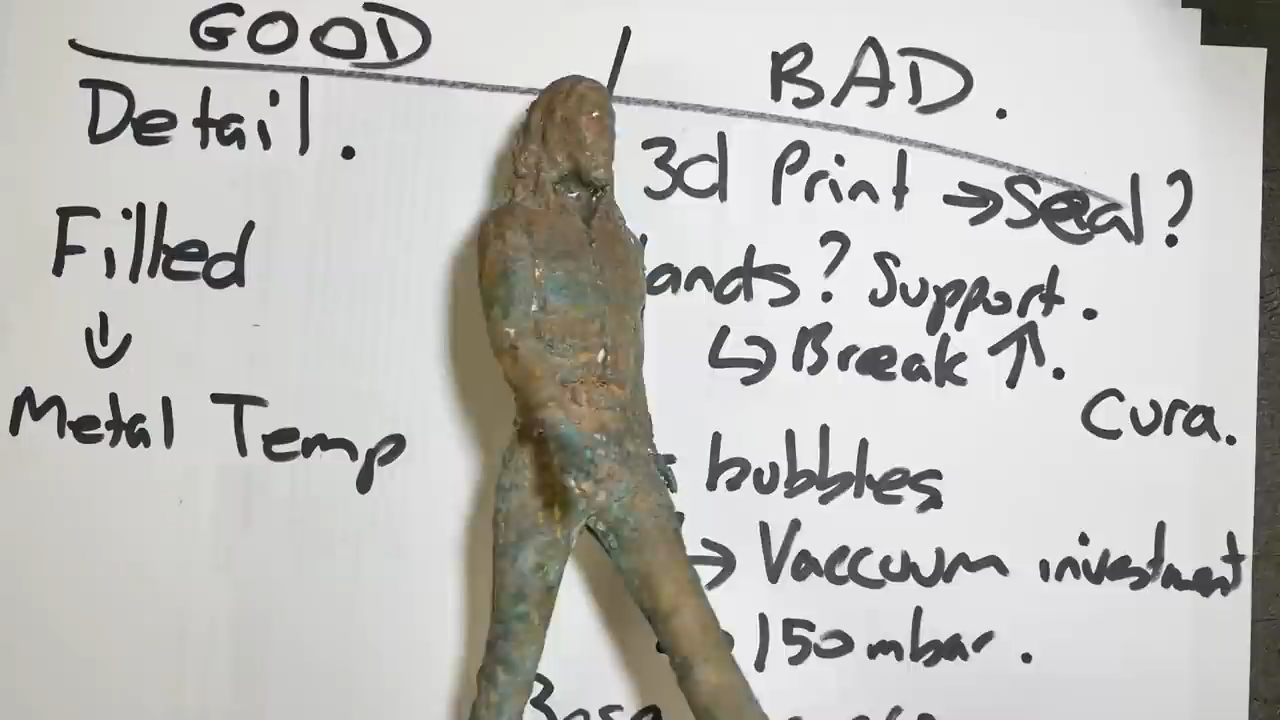 GOOD
Detail.
Filled
↓
Metal Temp
BAD.
3d Print → Seal?
ands? Support.
↳ Break ↑.
Cura.
bubbles
→ Vaccuum investment
150mbar.